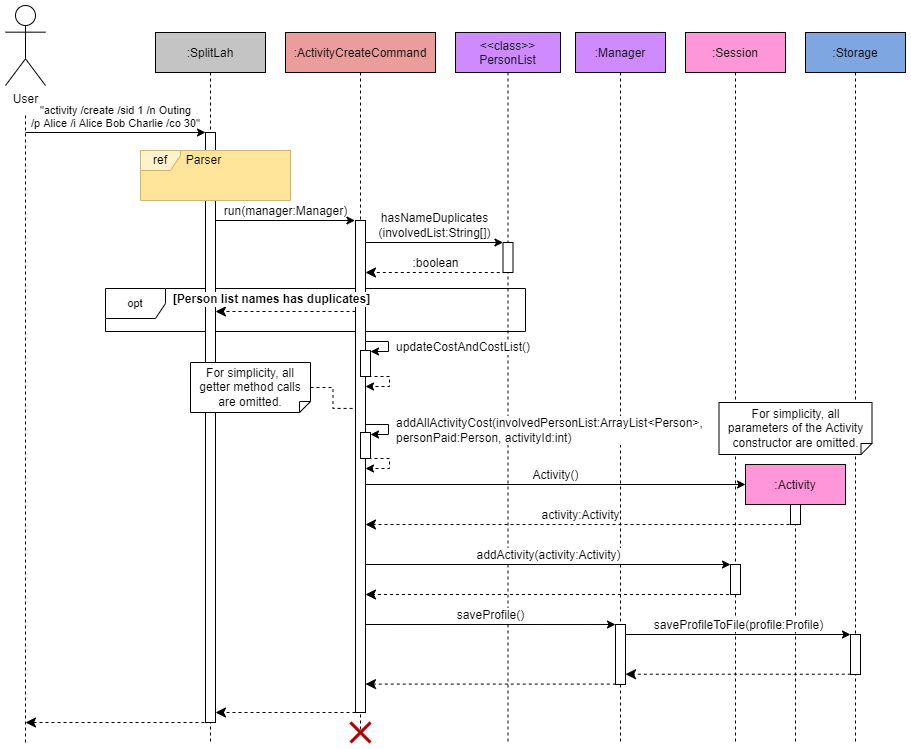 :SplitLah
:ActivityCreateCommand
<<class>>
PersonList
:Manager
:Session
:Storage
User
"activity /create /sid 1 /n Outing
/p Alice /i Alice Bob Charlie /co 30"
ref
Parser
run(manager:Manager)
hasNameDuplicates
(involvedList:String[])
:boolean
opt
[Person list names has duplicates]
updateCostAndCostList()
For simplicity, all
getter method calls
are omitted.
addAllActivityCost(involvedPersonList:ArrayList<Person>,
personPaid:Person, activityId:int)
For simplicity, all
parameters of the Activity
constructor are omitted.
Activity()
:Activity
activity:Activity
addActivity(activity:Activity)
saveProfile()
saveProfileToFile(profile:Profile)